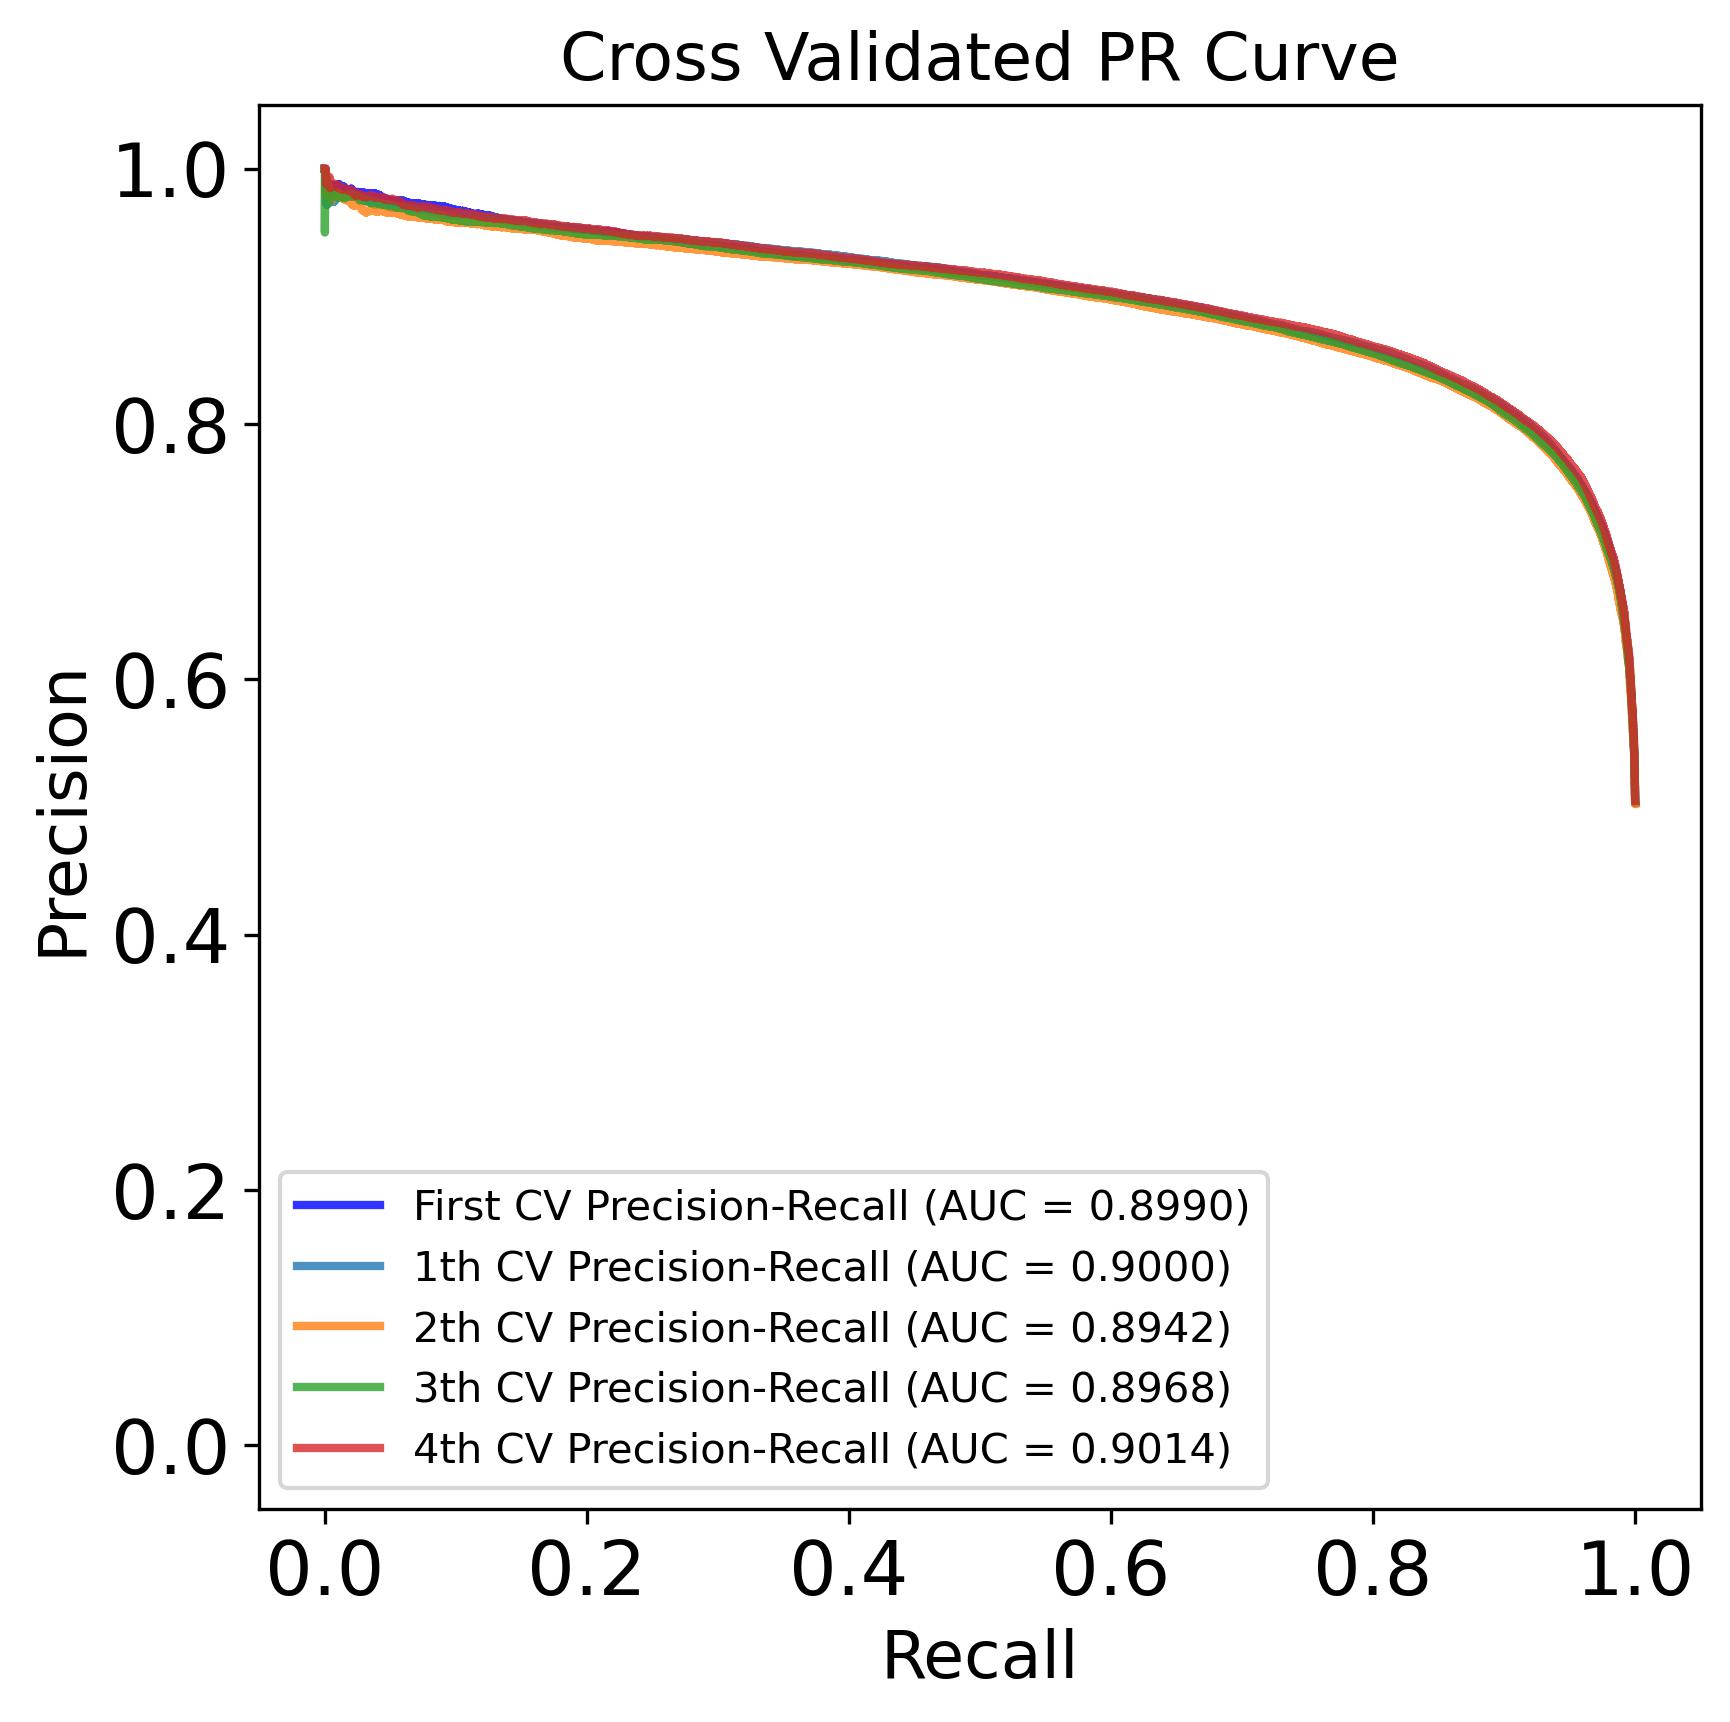 Cross Validated PR Curve
Precision
1.0
0.8
0.6
0.4
0.2
0.0
First CV Precision-Recall (AUC = 0.8990)
1th CV Precision-Recall (AUC = 0.9000)
2th CV Precision-Recall (AUC = 0.8942)
3th CV Precision-Recall (AUC = 0.8968)
4th CV Precision-Recall (AUC = 0.9014)
0.0 0.2 0.4 0.6 0.8 1.0
Recall